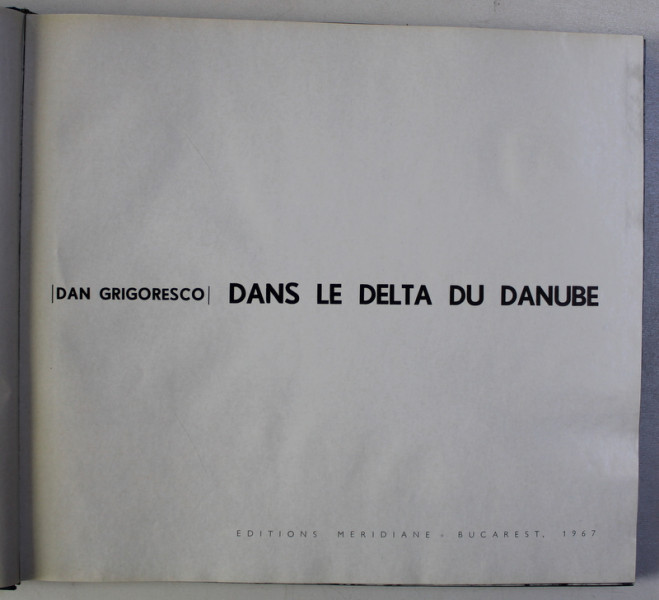 |DAN GRIGORESCO| DANS LE DELTA DU DANUBE
EDITIONS MERIDIANE - BUCAREST, 1967